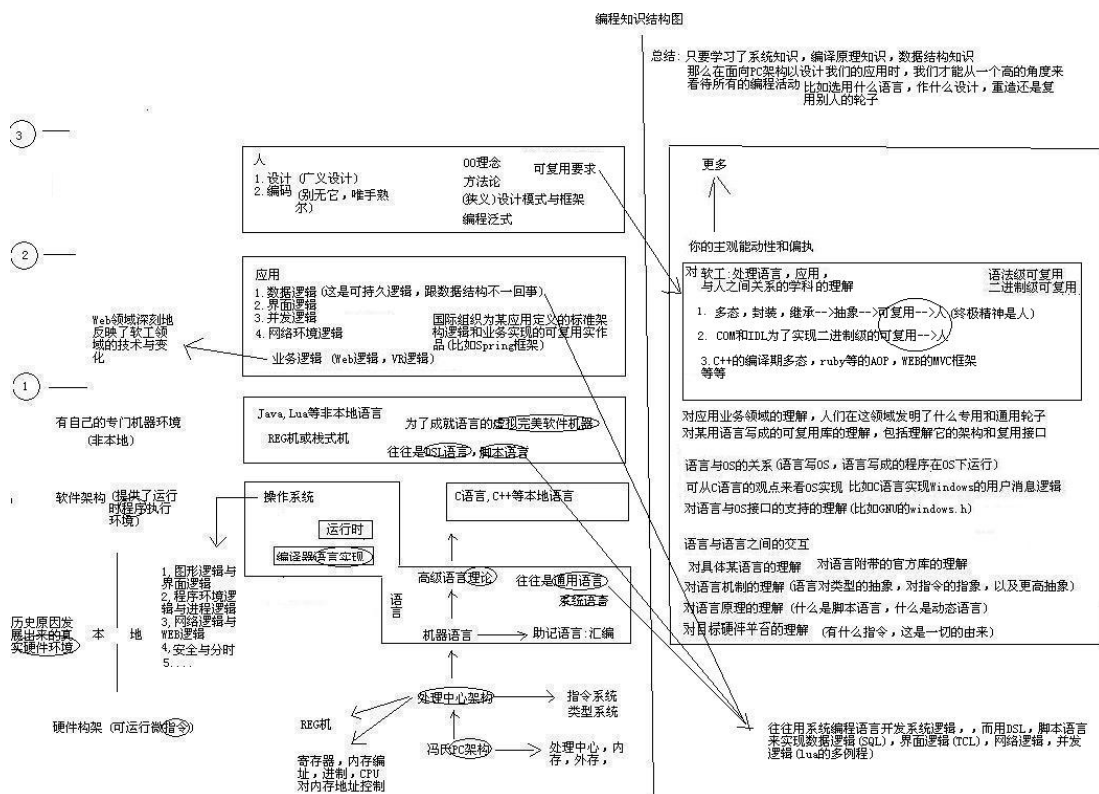 编程知识结构图
总结: 只要学习了系统知识，编译原理知识，数据结构知识
那么在面向PC架构以设计我们的应用时，我们才能从一个高的角度来
看待所有的编程活动
比如选用什么语言，作什么设计，重造还是复
用别人的轮子
3
人
1.设计 (广义设计)
2.编码 (别无它，唯手熟
尔)
OO理念
方法论
(狭义)设计模式与框架
编程泛式
可复用要求
2
应用
1.数据逻辑 (这是可持久逻辑，跟数据结构不一回事)
2.界面逻辑
3.并发逻辑
4.网络环境逻辑
国际组织为某应用定义的标准架
构逻辑和业务实现的可复用实作
品(比如Spring框架)
业务逻辑 (Web逻辑，VR逻辑)
Web领域深刻地
反映了软工领
域的技术与变
化
1
有自己的专门机器环境
(非本地)
Java,Lua等非本地语言
REG机或栈式机
为了成就语言的虚拟完美软件机器
往往是DSL语言，脚本语言
软件架构 (提供了运行
时程序执行
环境)
操作系统
运行时
编译器语言实现
C语言,C++等本地语言
语言
高级语言理论
往往是通用语言
系统语言
机器语言
助记语言:汇编
1,图形逻辑与
界面逻辑
2,程序环境逻
辑与进程逻辑
3,网络逻辑与
WEB逻辑
4,安全与分时
5....
历史原因发
展出来的真
实硬件环境
本 地
硬件构架 (可运行微指令)
处理中心架构
指令系统
类型系统
REG机
冯氏PC架构
处理中心，内
存，外存，
寄存器，内存编
址，进制，CPU
对内存地址控制
更多
你的主观能动性和偏执
对 软工:处理语言，应用，
与人之间关系的学科的理解
语法级可复用
二进制级可复用
1. 多态，封装，继承-->抽象-->可复用-->人 (终极精神是人)
2. COM和IDL为了实现二进制级的可复用-->人
3.C++的编译期多态，ruby等的AOP，WEB的MVC框架
等等
对应用业务领域的理解，人们在这领域发明了什么专用和通用轮子
对某用语言写成的可复用库的理解，包括理解它的架构和复用接口
语言与OS的关系 (语言写OS，语言写成的程序在OS下运行)
可从C语言的观点来看OS实现 比如C语言实现Windows的用户消息逻辑
对语言与OS接口的支持的理解 (比如GNU的windows.h)
语言与语言之间的交互
对具体某语言的理解 对语言附带的官方库的理解
对语言机制的理解 (语言对类型的抽象，对指令的指象，以及更高抽象)
对语言原理的理解 (什么是脚本语言，什么是动态语言)
对目标硬件平台的理解 (有什么指令，这是一切的由来)
往往用系统编程语言开发系统逻辑，，而用DSL，脚本语言
来实现数据逻辑(SQL)，界面逻辑(TCL)，网络逻辑，并发
逻辑(lua的多例程)